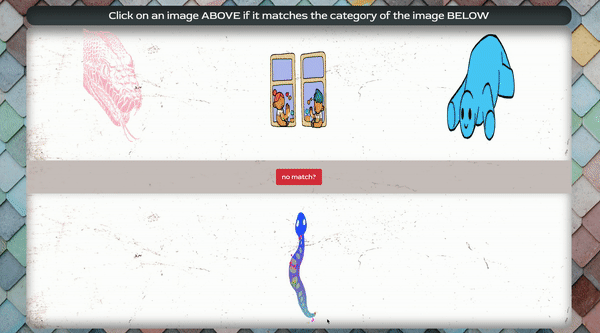 Click on an image ABOVE if it matches the category of the image BELOW
no match?